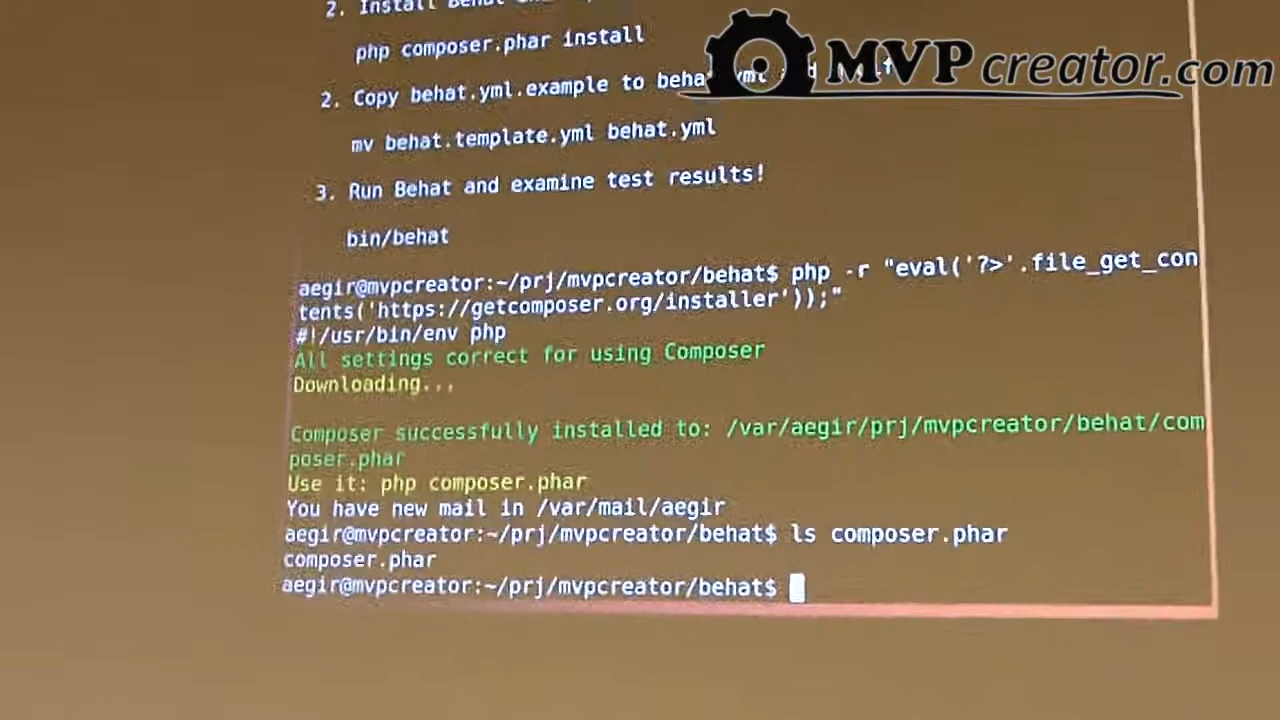 2. Install Behat
php composer.phar install
MVPcreator.com
2. Copy behat.yml.example to
mv behat.template.yml behat.yml
3. Run Behat and examine test results!
bin/behat
aegir@mvpcreator:~/prj/mvpcreator/behat$ php -r "eval('?>'.file_get_con
tents('https://getcomposer.org/installer'));"
#!/usr/bin/env php
All settings correct for using Composer
Downloading...
Composer successfully installed to: /var/aegir/prj/mvpcreator/behat/com
poser.phar
Use it: php composer.phar
You have new mail in /var/mail/aegir
aegir@mvpcreator:~/prj/mvpcreator/behat$ ls composer.phar
composer.phar
aegir@mvpcreator:~/prj/mvpcreator/behat$